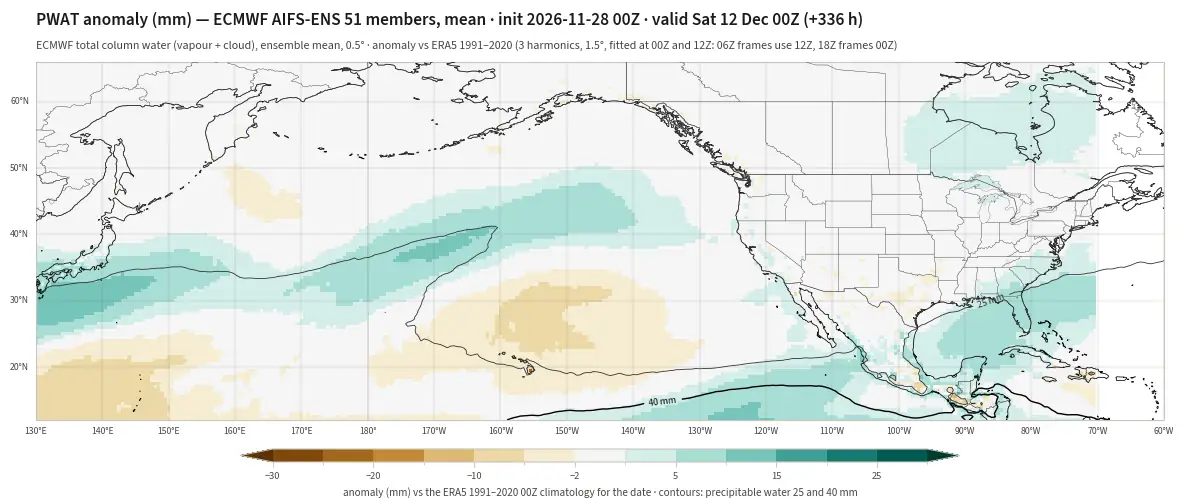 PWAT anomaly (mm) — ECMWF AIFS-ENS 51 members, mean · init 2026-11-28 00Z · valid Sat 12 Dec 00Z (+336 h)
ECMWF total column water (vapour + cloud), ensemble mean, 0.5° · anomaly vs ERA5 1991–2020 (3 harmonics, 1.5°, fitted at 00Z and 12Z: 06Z frames use 12Z, 18Z frames 00Z)
60°N
50°N
40°N
30°N
20°N
40 mm
130°E 140°E 150°E 160°E 170°E 180° 170°W 160°W 150°W 140°W 130°W 120°W 110°W 100°W 90°W 80°W 70°W 60°W
−30 −20 −10 −2 5 15 25
anomaly (mm) vs the ERA5 1991–2020 00Z climatology for the date · contours: precipitable water 25 and 40 mm